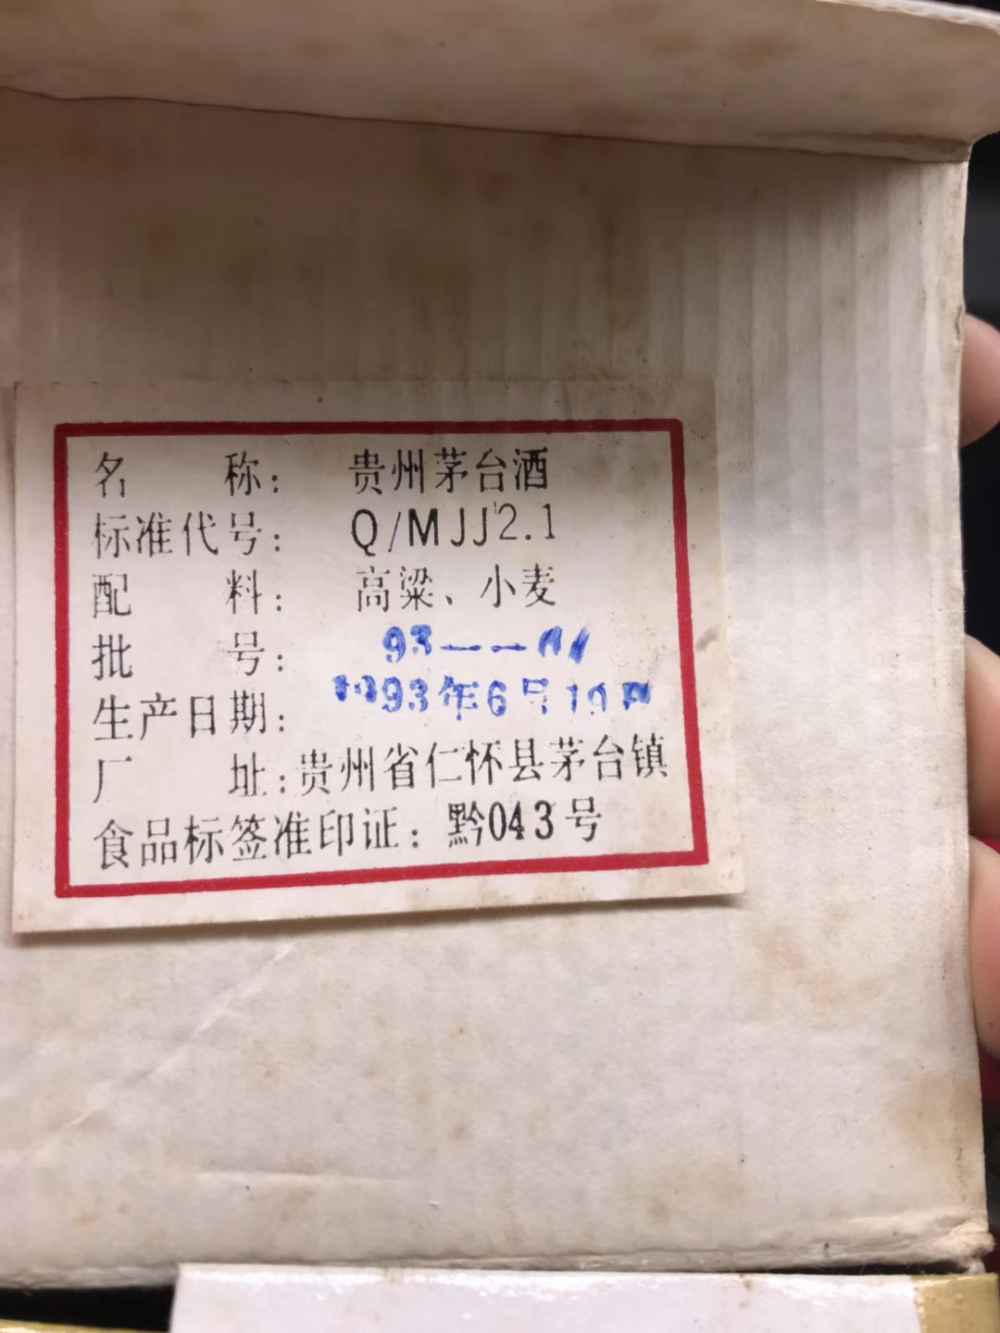 名 称: 贵州茅台酒
标准代号: Q/MJJ2.1
配 料: 高粱、小麦
批 号: 93——01
生产日期: 1993年6月10日
厂 址:贵州省仁怀县茅台镇
食品标签准印证: 黔043号